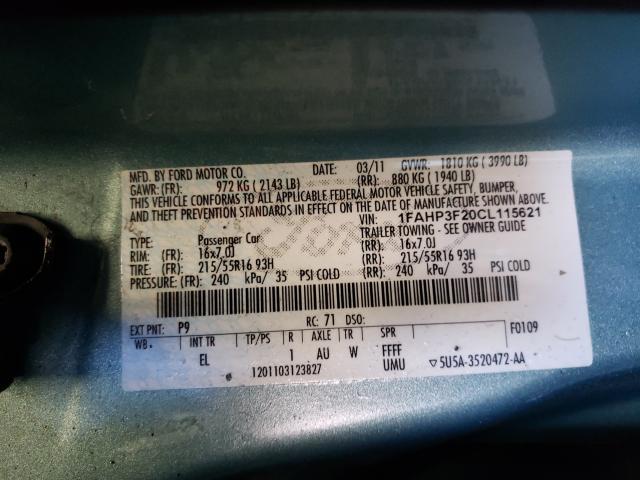 MFD. BY FORD MOTOR CO. DATE: 03/11 GVWR: 1810 KG ( 3990 LB)
GAWR: (FR): 972 KG ( 2143 LB) (RR): 880 KG ( 1940 LB)
THIS VEHICLE CONFORMS TO ALL APPLICABLE FEDERAL MOTOR VEHICLE SAFETY, BUMPER,
AND THEFT PREVENTION STANDARDS IN EFFECT ON THE DATE OF MANUFACTURE SHOWN ABOVE.
VIN: 1FAHP3F20CL115621
TYPE: Passenger Car TRAILER TOWING - SEE OWNER GUIDE
RIM: (FR): 16x7.0J (RR): 16x7.0J
TIRE: (FR): 215/55R16 93H (RR): 215/55R16 93H
PRESSURE: (FR): 240 kPa/ 35 PSI COLD (RR): 240 kPa/ 35 PSI COLD
EXT PNT: P9 RC: 71 DSO: F0109
WB. INT TR TP/PS R AXLE TR SPR
EL 1 AU W FFFF
UMU
1201103123827 ▽5U5A-3520472-AA